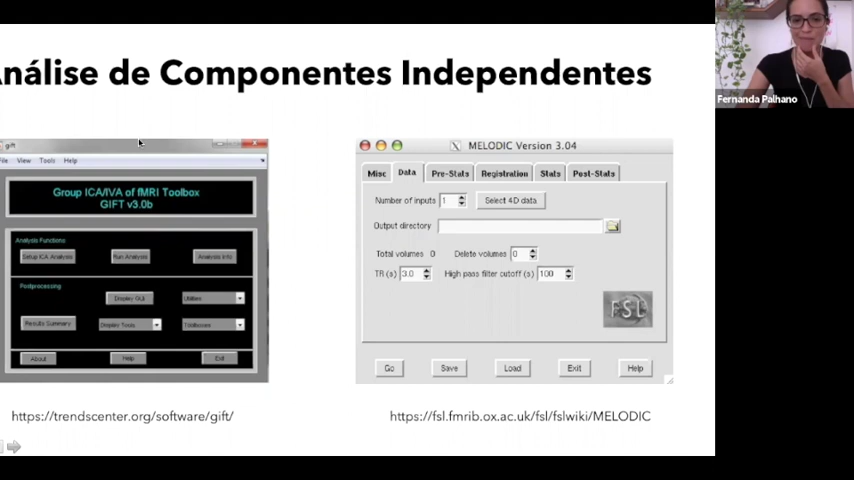 nálise de Componentes Independentes
Fernanda Palhano
gift
File View Tools Help
Group ICA/IVA of fMRI Toolbox
GIFT v3.0b
Analysis Functions
Setup ICA Analysis
Run Analysis
Analysis Info
Postprocessing
Display GUI
Utilities
Results Summary
Display Tools
Toolboxes
About
Help
Exit
MELODIC Version 3.04
Misc Data Pre-Stats Registration Stats Post-Stats
Number of inputs 1 Select 4D data
Output directory
Total volumes 0 Delete volumes 0
TR (s) 3.0 High pass filter cutoff (s) 100
FSL
Go Save Load Exit Help
https://trendscenter.org/software/gift/
https://fsl.fmrib.ox.ac.uk/fsl/fslwiki/MELODIC